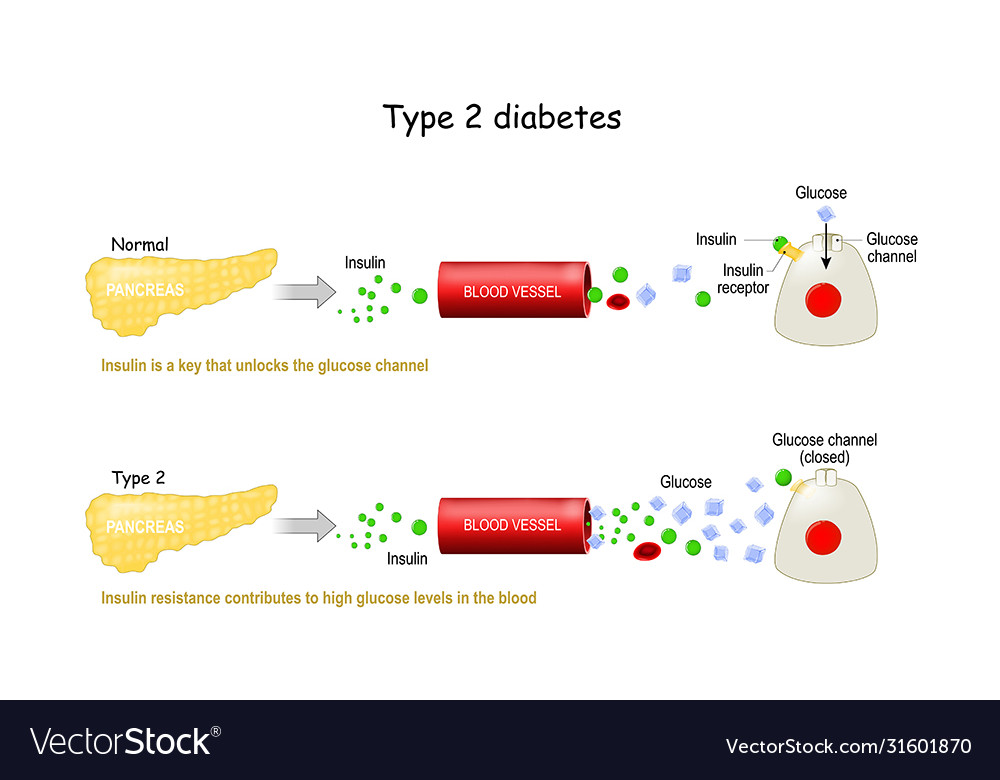 Type 2 diabetes
Glucose
Normal
Insulin
Glucose
channel
Insulin
receptor
Insulin
PANCREAS
BLOOD VESSEL
Insulin is a key that unlocks the glucose channel
Glucose channel
(closed)
Type 2
Glucose
PANCREAS
BLOOD VESSEL
Insulin
Insulin resistance contributes to high glucose levels in the blood
VectorStock®
VectorStock.com/31601870